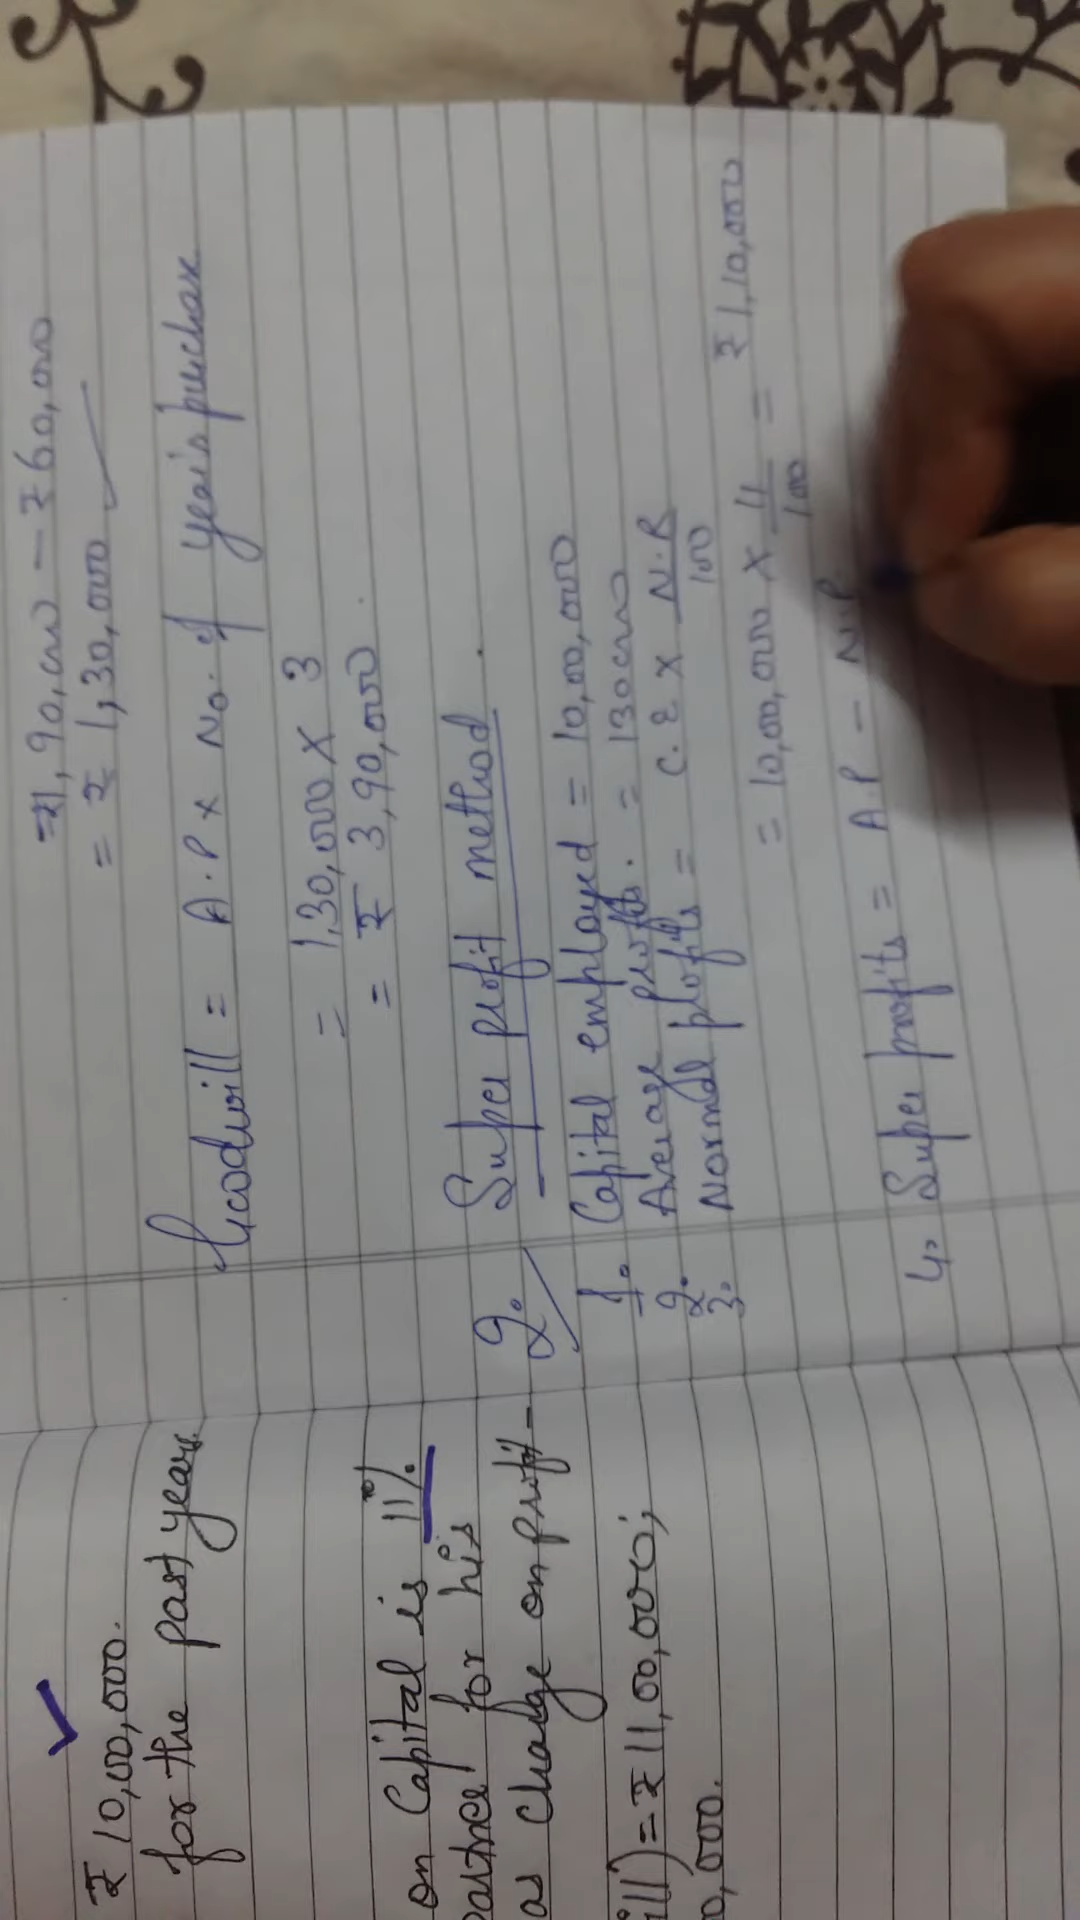 ₹ 10,00,000.
for the past years.
on Capital is 11%
partner for his
as charge on profit-
ill) = ₹ 11,00,000;
0,000.
₹1,90,000 - ₹60,000
= ₹ 1,30,000
Goodwill = A.P x No. of year's purchase
= 1,30,000 x 3
= ₹ 3,90,000.
2. Super profit method.
1. Capital employed = 10,00,000
2. Average profits. = 130000
3. Normal profits = C.E x N.R
100
= 10,00,000 x 11 = ₹ 1,10,000
100
4. Super profits = A.P - N.P.